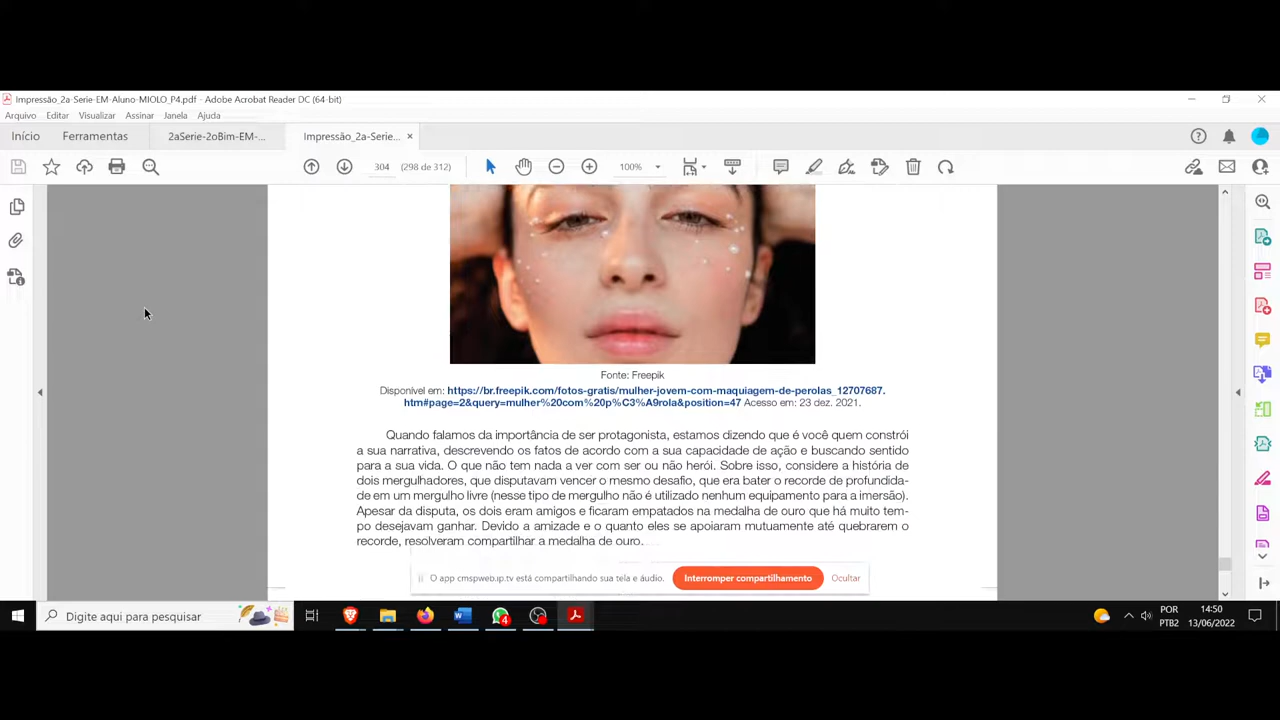 Impressão_2a-Serie-EM-Aluno-MIOLO_P4.pdf - Adobe Acrobat Reader DC (64-bit)
Arquivo Editar Visualizar Assinar Janela Ajuda
Início Ferramentas 2aSerie-2oBim-EM-... Impressão_2a-Serie... ×
304 (298 de 312) 100%
Fonte: Freepik
Disponível em: https://br.freepik.com/fotos-gratis/mulher-jovem-com-maquiagem-de-perolas_12707687.
htm#page=2&query=mulher%20com%20p%C3%A9rola&position=47 Acesso em: 23 dez. 2021.
Quando falamos da importância de ser protagonista, estamos dizendo que é você quem constrói
a sua narrativa, descrevendo os fatos de acordo com a sua capacidade de ação e buscando sentido
para a sua vida. O que não tem nada a ver com ser ou não herói. Sobre isso, considere a história de
dois mergulhadores, que disputavam vencer o mesmo desafio, que era bater o recorde de profundida-
de em um mergulho livre (nesse tipo de mergulho não é utilizado nenhum equipamento para a imersão).
Apesar da disputa, os dois eram amigos e ficaram empatados na medalha de ouro que há muito tem-
po desejavam ganhar. Devido a amizade e o quanto eles se apoiaram mutuamente até quebrarem o
recorde, resolveram compartilhar a medalha de ouro.
O app cmspweb.ip.tv está compartilhando sua tela e áudio. Interromper compartilhamento Ocultar
Digite aqui para pesquisar
4
POR
PTB2
14:50
13/06/2022